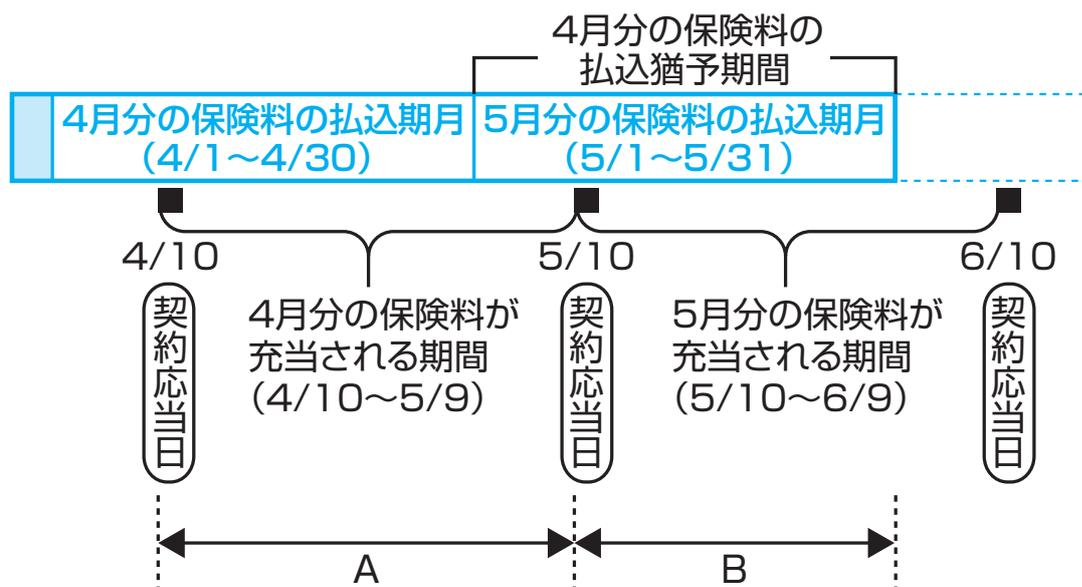 4月分の保険料の
払込猶予期間
4月分の保険料の払込期月
(4/1〜4/30)
5月分の保険料の払込期月
(5/1〜5/31)
4/10
5/10
6/10
契約応当日
4月分の保険料が
充当される期間
(4/10〜5/9)
契約応当日
5月分の保険料が
充当される期間
(5/10〜6/9)
契約応当日
A
B